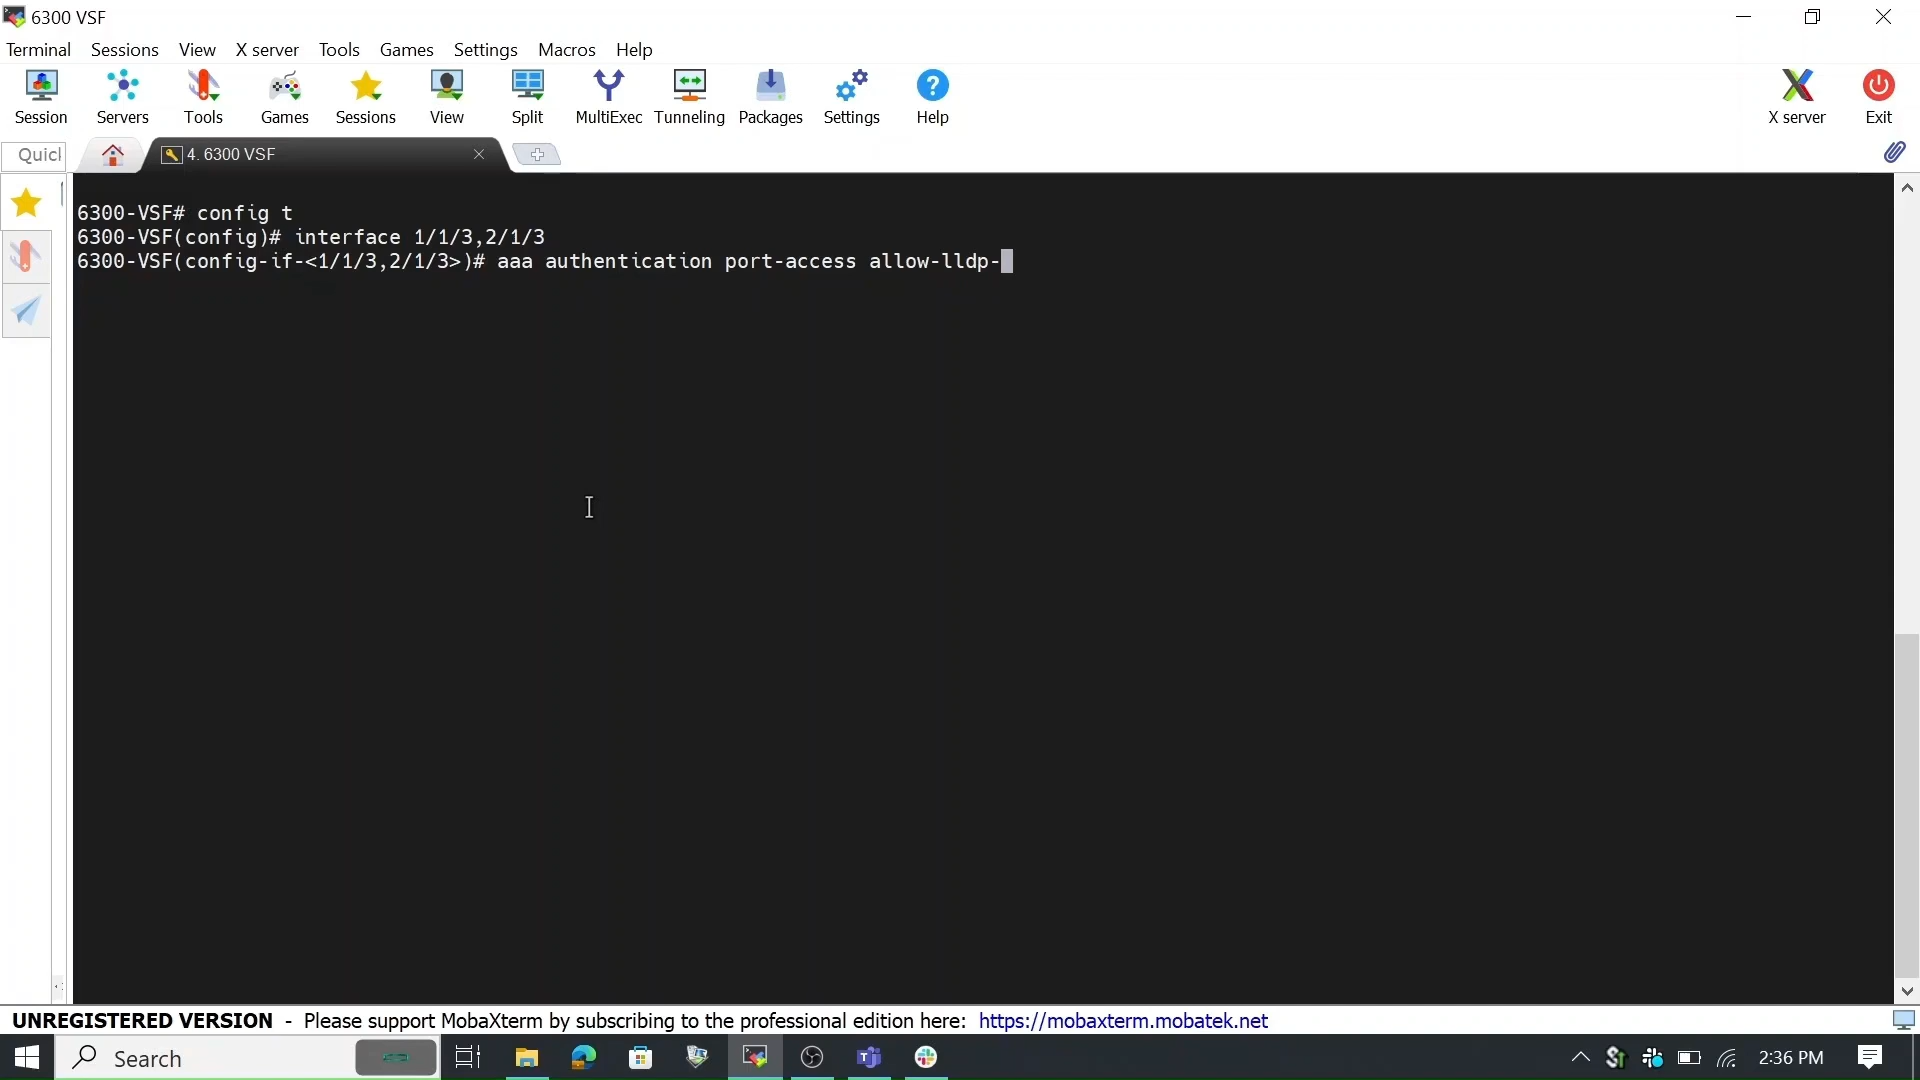 6300 VSF
Terminal Sessions View X server Tools Games Settings Macros Help
Session Servers Tools Games Sessions View Split MultiExec Tunneling Packages Settings Help X server Exit
Quicl 4. 6300 VSF
6300-VSF# config t
6300-VSF(config)# interface 1/1/3,2/1/3
6300-VSF(config-if-<1/1/3,2/1/3>)# aaa authentication port-access allow-lldp-
UNREGISTERED VERSION - Please support MobaXterm by subscribing to the professional edition here: https://mobaxterm.mobatek.net
Search 2:36 PM